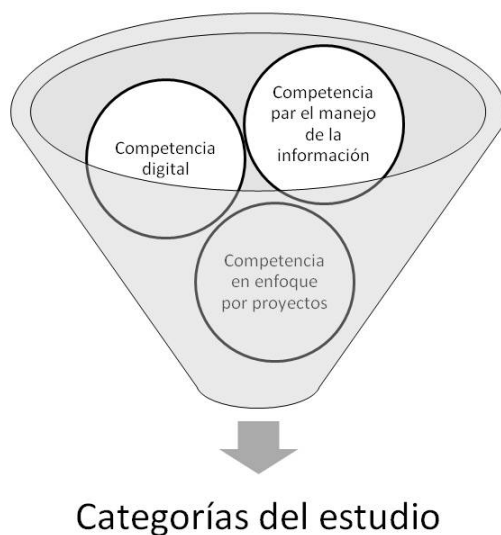 Competencia
par el manejo
de la
información
Competencia
digital
Competencia
en enfoque
por proyectos
Categorías del estudio